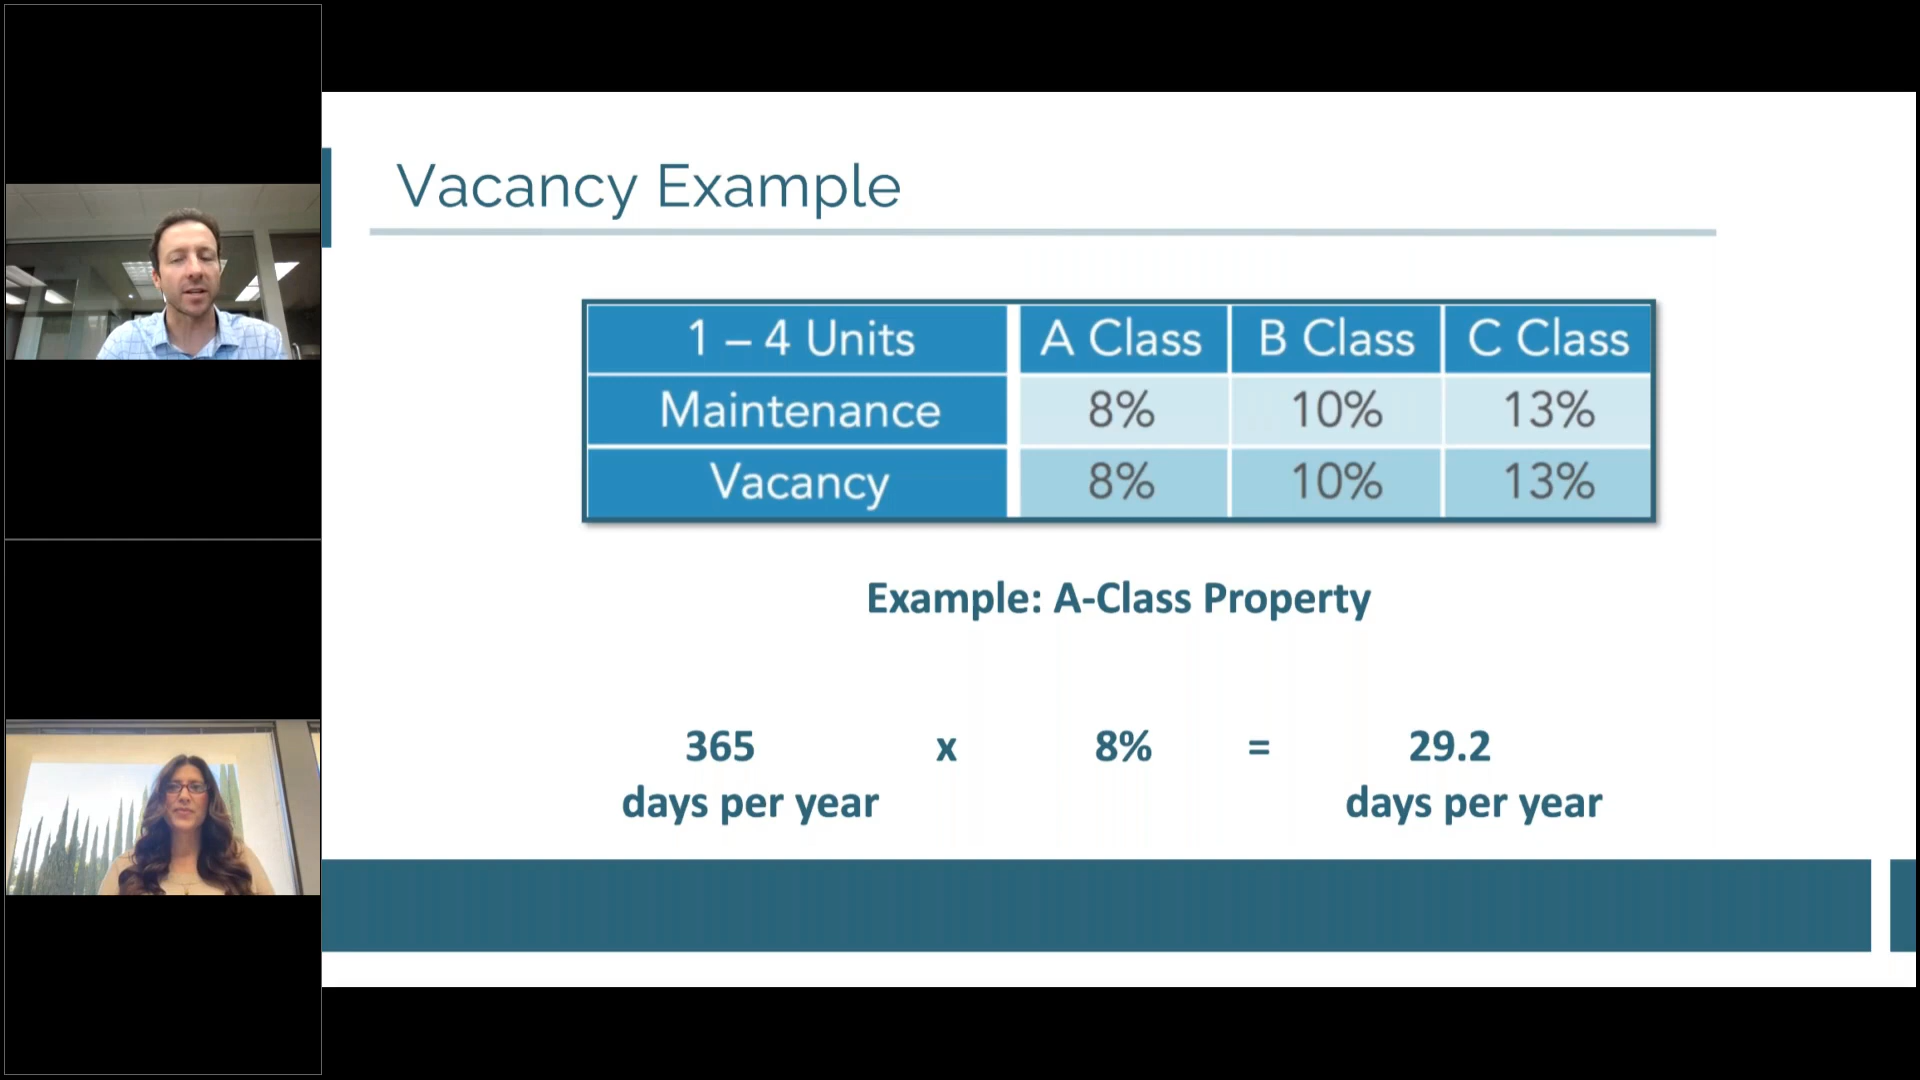 Vacancy Example
1 – 4 Units A Class B Class C Class
Maintenance 8% 10% 13%
Vacancy 8% 10% 13%
Example: A-Class Property
365 x 8% = 29.2
days per year days per year